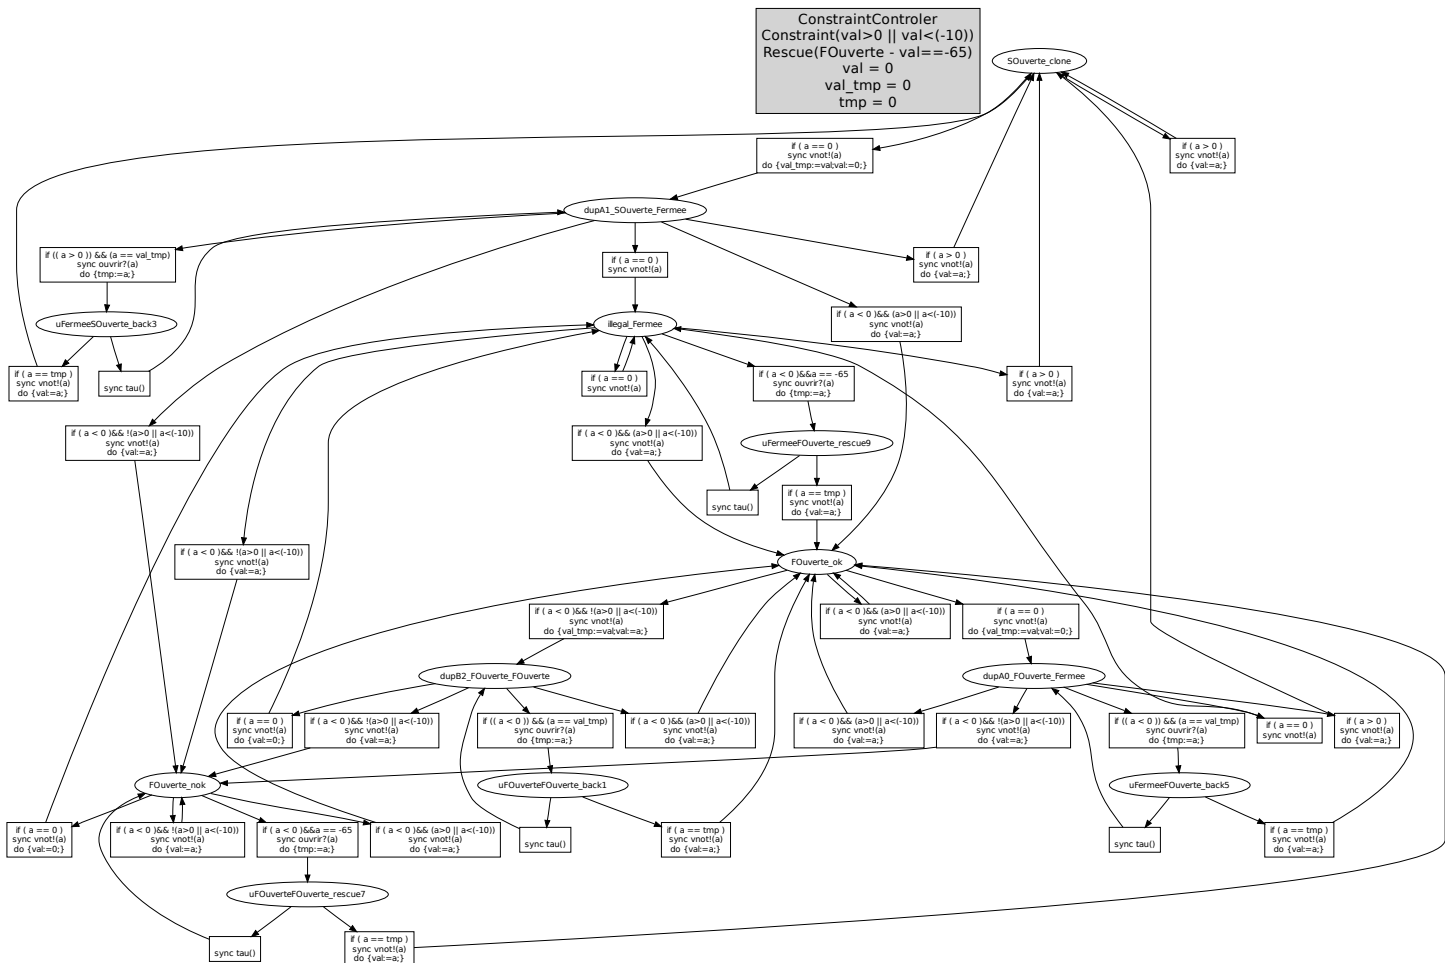 ConstraintControler
Constraint(val>0 || val<(-10))
Rescue(FOuverte - val==-65)
val = 0
val_tmp = 0
tmp = 0
SOuverte_clone
if ( a == 0 )
sync vnot!(a)
do {val_tmp:=val;val:=0;}
if ( a > 0 )
sync vnot!(a)
do {val:=a;}
dupA1_SOuverte_Fermee
if (( a > 0 )) && (a == val_tmp)
sync ouvrir?(a)
do {tmp:=a;}
if ( a == 0 )
sync vnot!(a)
if ( a > 0 )
sync vnot!(a)
do {val:=a;}
uFermeeSOuverte_back3
illegal_Fermee
if ( a < 0 )&& (a>0 || a<(-10))
sync vnot!(a)
do {val:=a;}
if ( a == tmp )
sync vnot!(a)
do {val:=a;}
sync tau()
if ( a == 0 )
sync vnot!(a)
if ( a < 0 )&&a == -65
sync ouvrir?(a)
do {tmp:=a;}
if ( a > 0 )
sync vnot!(a)
do {val:=a;}
if ( a < 0 )&& !(a>0 || a<(-10))
sync vnot!(a)
do {val:=a;}
if ( a < 0 )&& (a>0 || a<(-10))
sync vnot!(a)
do {val:=a;}
uFermeeFOuverte_rescue9
sync tau()
if ( a == tmp )
sync vnot!(a)
do {val:=a;}
if ( a < 0 )&& !(a>0 || a<(-10))
sync vnot!(a)
do {val:=a;}
FOuverte_ok
if ( a < 0 )&& !(a>0 || a<(-10))
sync vnot!(a)
do {val_tmp:=val;val:=a;}
if ( a < 0 )&& (a>0 || a<(-10))
sync vnot!(a)
do {val:=a;}
if ( a == 0 )
sync vnot!(a)
do {val_tmp:=val;val:=0;}
dupB2_FOuverte_FOuverte
dupA0_FOuverte_Fermee
if ( a == 0 )
sync vnot!(a)
do {val:=0;}
if ( a < 0 )&& !(a>0 || a<(-10))
sync vnot!(a)
do {val:=a;}
if (( a < 0 )) && (a == val_tmp)
sync ouvrir?(a)
do {tmp:=a;}
if ( a < 0 )&& (a>0 || a<(-10))
sync vnot!(a)
do {val:=a;}
if ( a < 0 )&& (a>0 || a<(-10))
sync vnot!(a)
do {val:=a;}
if ( a < 0 )&& !(a>0 || a<(-10))
sync vnot!(a)
do {val:=a;}
if (( a < 0 )) && (a == val_tmp)
sync ouvrir?(a)
do {tmp:=a;}
if ( a == 0 )
sync vnot!(a)
if ( a > 0 )
sync vnot!(a)
do {val:=a;}
FOuverte_nok
uFOuverteFOuverte_back1
uFermeeFOuverte_back5
if ( a == 0 )
sync vnot!(a)
do {val:=0;}
if ( a < 0 )&& !(a>0 || a<(-10))
sync vnot!(a)
do {val:=a;}
if ( a < 0 )&&a == -65
sync ouvrir?(a)
do {tmp:=a;}
if ( a < 0 )&& (a>0 || a<(-10))
sync vnot!(a)
do {val:=a;}
sync tau()
if ( a == tmp )
sync vnot!(a)
do {val:=a;}
sync tau()
if ( a == tmp )
sync vnot!(a)
do {val:=a;}
uFOuverteFOuverte_rescue7
sync tau()
if ( a == tmp )
sync vnot!(a)
do {val:=a;}